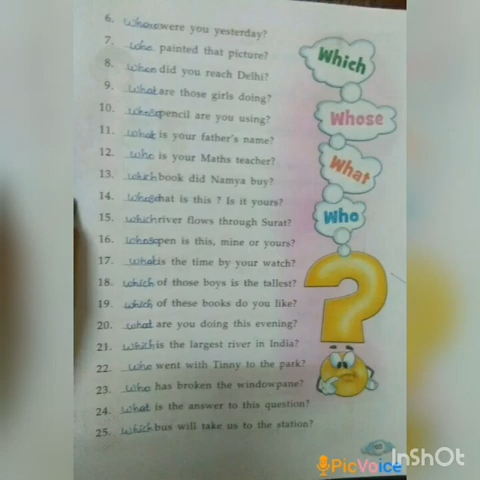 6. Where were you yesterday?
7. Who painted that picture?
8. When did you reach Delhi?
9. What are those girls doing?
10. Whose pencil are you using?
11. What is your father's name?
12. Who is your Maths teacher?
13. Which book did Namya buy?
14. Whose hat is this ? Is it yours?
15. Which river flows through Surat?
16. Whose pen is this, mine or yours?
17. What is the time by your watch?
18. Which of those boys is the tallest?
19. Which of these books do you like?
20. What are you doing this evening?
21. Which is the largest river in India?
22. Who went with Tinny to the park?
23. Who has broken the windowpane?
24. What is the answer to this question?
25. Which bus will take us to the station?
Which
Whose
What
Who
?
PicVoice
InShOt